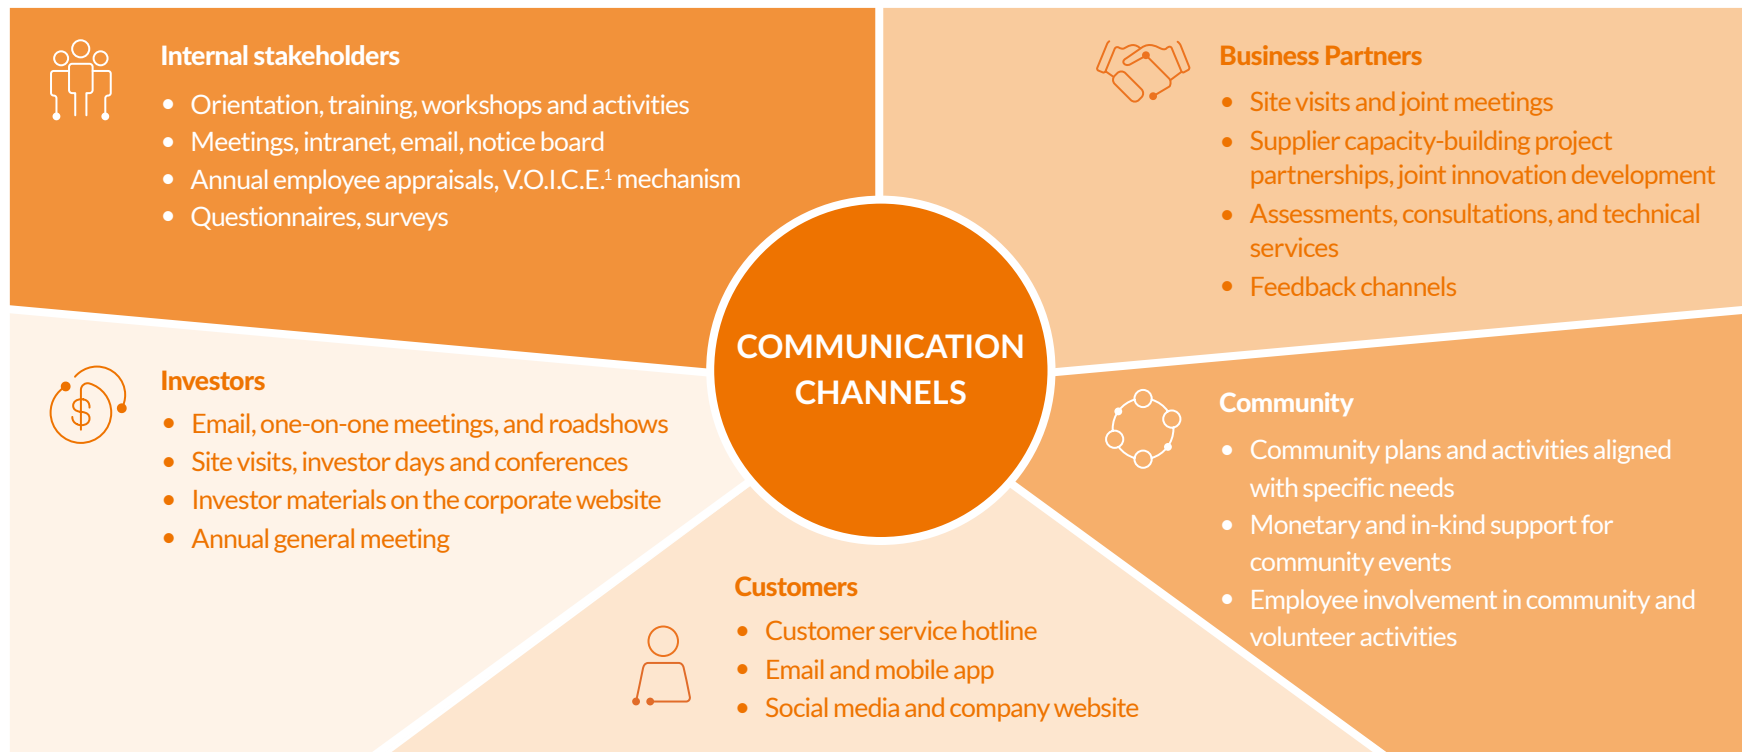 Internal stakeholders
• Orientation, training, workshops and activities
• Meetings, intranet, email, notice board
• Annual employee appraisals, V.O.I.C.E.¹ mechanism
• Questionnaires, surveys
Business Partners
• Site visits and joint meetings
• Supplier capacity-building project
partnerships, joint innovation development
• Assessments, consultations, and technical
services
• Feedback channels
COMMUNICATION
CHANNELS
Investors
• Email, one-on-one meetings, and roadshows
• Site visits, investor days and conferences
• Investor materials on the corporate website
• Annual general meeting
Community
• Community plans and activities aligned
with specific needs
• Monetary and in-kind support for
community events
• Employee involvement in community and
volunteer activities
Customers
• Customer service hotline
• Email and mobile app
• Social media and company website